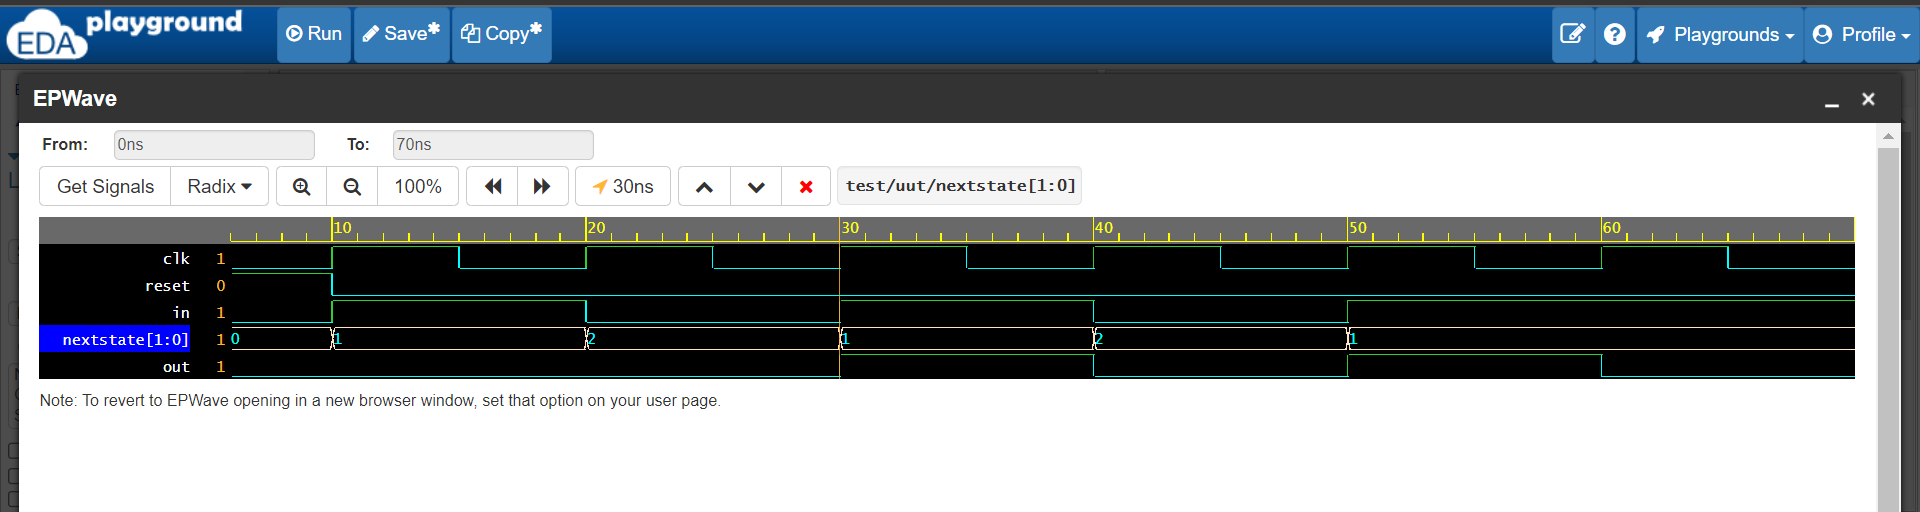 EDA playground
Run Save* Copy* Playgrounds Profile
EPWave
From: 0ns To: 70ns
Get Signals Radix 100% 30ns test/uut/nextstate[1:0]
10 20 30 40 50 60
clk 1
reset 0
in 1
nextstate[1:0] 1 0 1 2 1 2 1
out 1
Note: To revert to EPWave opening in a new browser window, set that option on your user page.